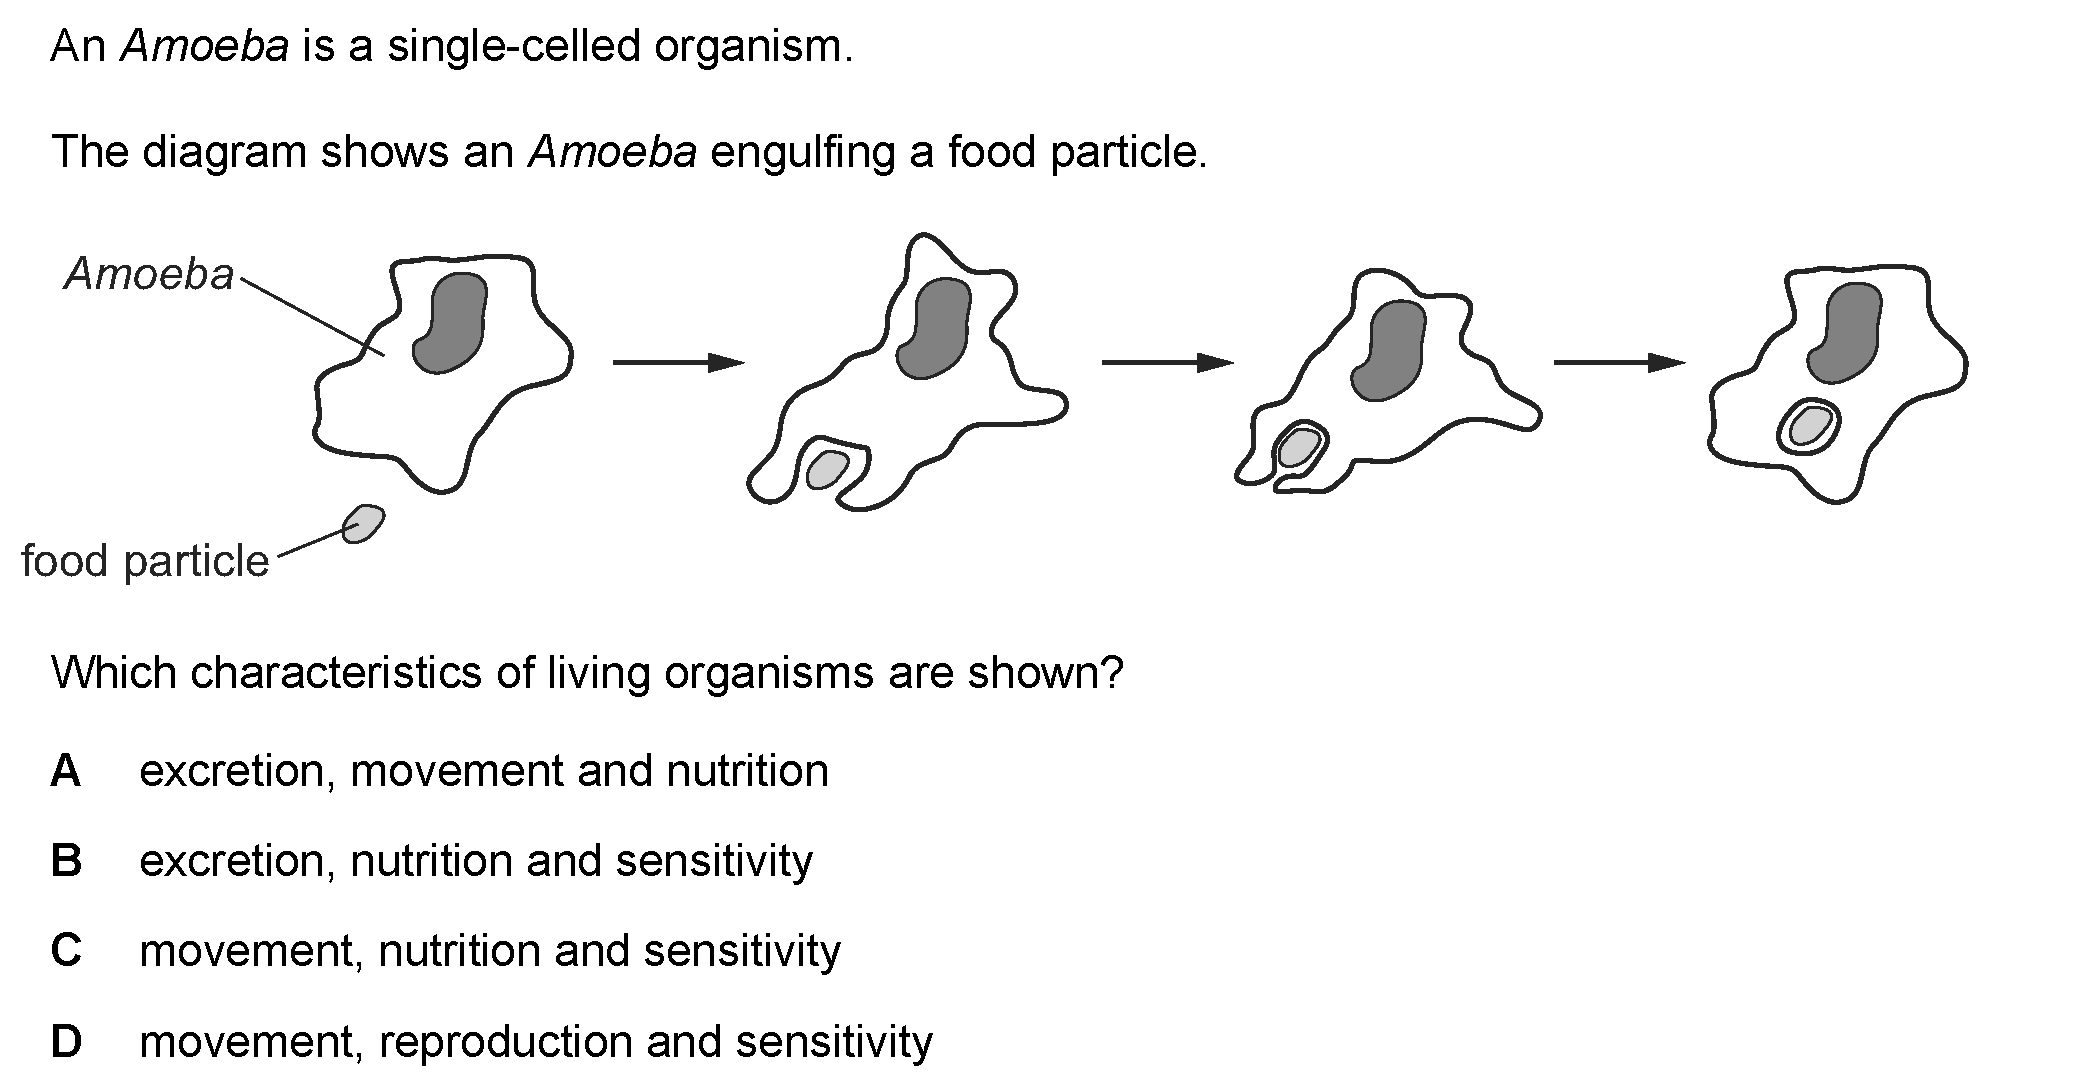 An Amoeba is a single-celled organism.
The diagram shows an Amoeba engulfing a food particle.
Amoeba
food particle
Which characteristics of living organisms are shown?
A excretion, movement and nutrition
B excretion, nutrition and sensitivity
C movement, nutrition and sensitivity
D movement, reproduction and sensitivity